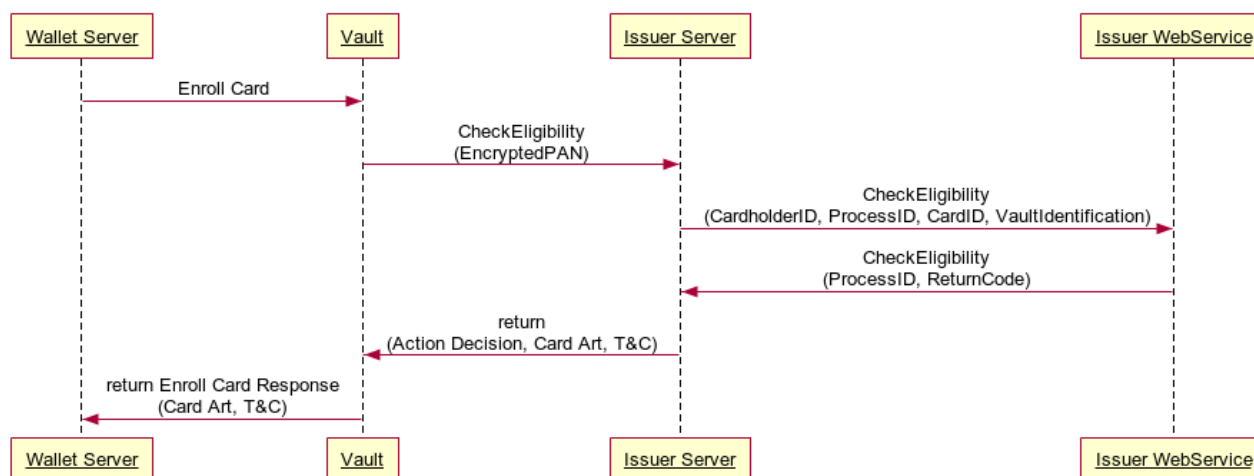 Wallet Server
Vault
Issuer Server
Issuer WebService
Enroll Card
CheckEligibility
(EncryptedPAN)
CheckEligibility
(CardholderID, ProcessID, CardID, VaultIdentification)
CheckEligibility
(ProcessID, ReturnCode)
return
(Action Decision, Card Art, T&C)
return Enroll Card Response
(Card Art, T&C)
Wallet Server
Vault
Issuer Server
Issuer WebService